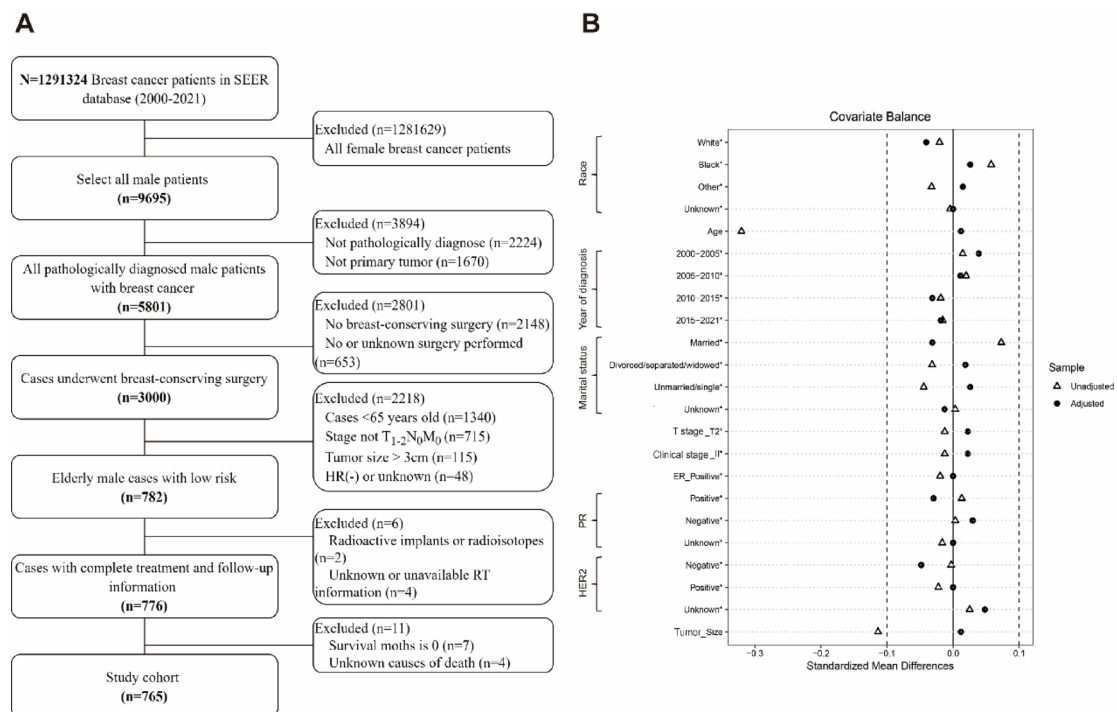 A
N=1291324 Breast cancer patients in SEER
database (2000-2021)
Excluded (n=1281629)
All female breast cancer patients
Select all male patients
(n=9695)
Excluded (n=3894)
Not pathologically diagnose (n=2224)
Not primary tumor (n=1670)
All pathologically diagnosed male patients
with breast cancer
(n=5801)
Excluded (n=2801)
No breast-conserving surgery (n=2148)
No or unknown surgery performed
(n=653)
Cases underwent breast-conserving surgery
(n=3000)
Excluded (n=2218)
Cases <65 years old (n=1340)
Stage not T1-2N0M0 (n=715)
Tumor size > 3cm (n=115)
HR(-) or unknown (n=48)
Elderly male cases with low risk
(n=782)
Excluded (n=6)
Radioactive implants or radioisotopes
(n=2)
Unknown or unavailable RT
information (n=4)
Cases with complete treatment and follow-up
information
(n=776)
Excluded (n=11)
Survival moths is 0 (n=7)
Unknown causes of death (n=4)
Study cohort
(n=765)
B
Covariate Balance
Race
White*
Black*
Other*
Unknown*
Age
Year of diagnosis
2000-2005*
2005-2010*
2010-2015*
2015-2021*
Marital status
Married*
Divorced/separated/widowed*
Unmarried/single*
Unknown*
T stage_T2*
Clinical stage_II*
ER_Positive*
PR
Positive*
Negative*
Unknown*
HER2
Negative*
Positive*
Unknown*
Tumor_Size
-0.3
-0.2
-0.1
0.0
0.1
Standardized Mean Differences
Sample
Unadjusted
Adjusted